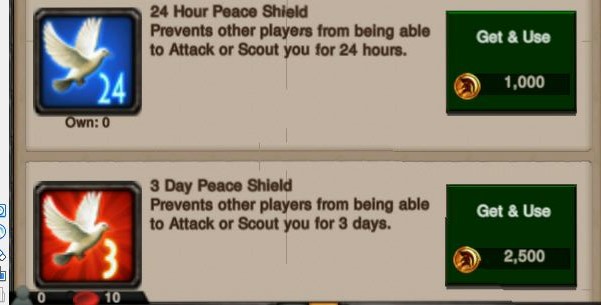 24 Hour Peace Shield
Prevents other players from being able
to Attack or Scout you for 24 hours.
Get & Use
1,000
24
Own: 0
3 Day Peace Shield
Prevents other players from being able
to Attack or Scout you for 3 days.
Get & Use
2,500
3
0
10